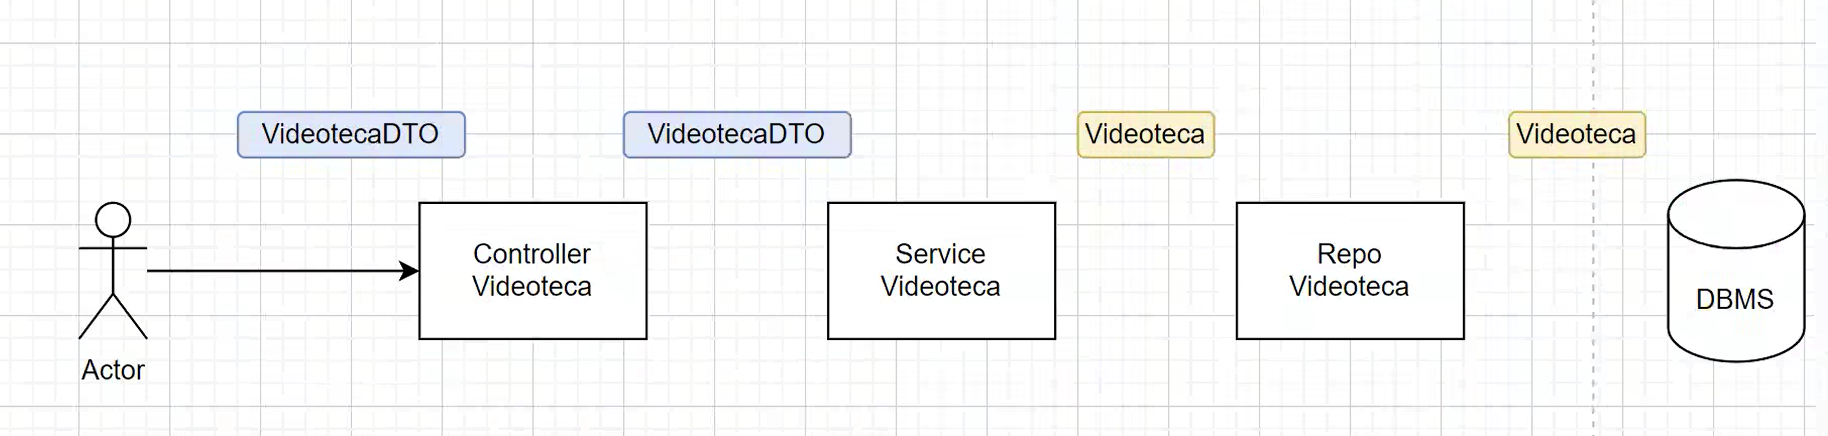 VideotecaDTO
VideotecaDTO
Videoteca
Videoteca
Actor
Controller
Videoteca
Service
Videoteca
Repo
Videoteca
DBMS